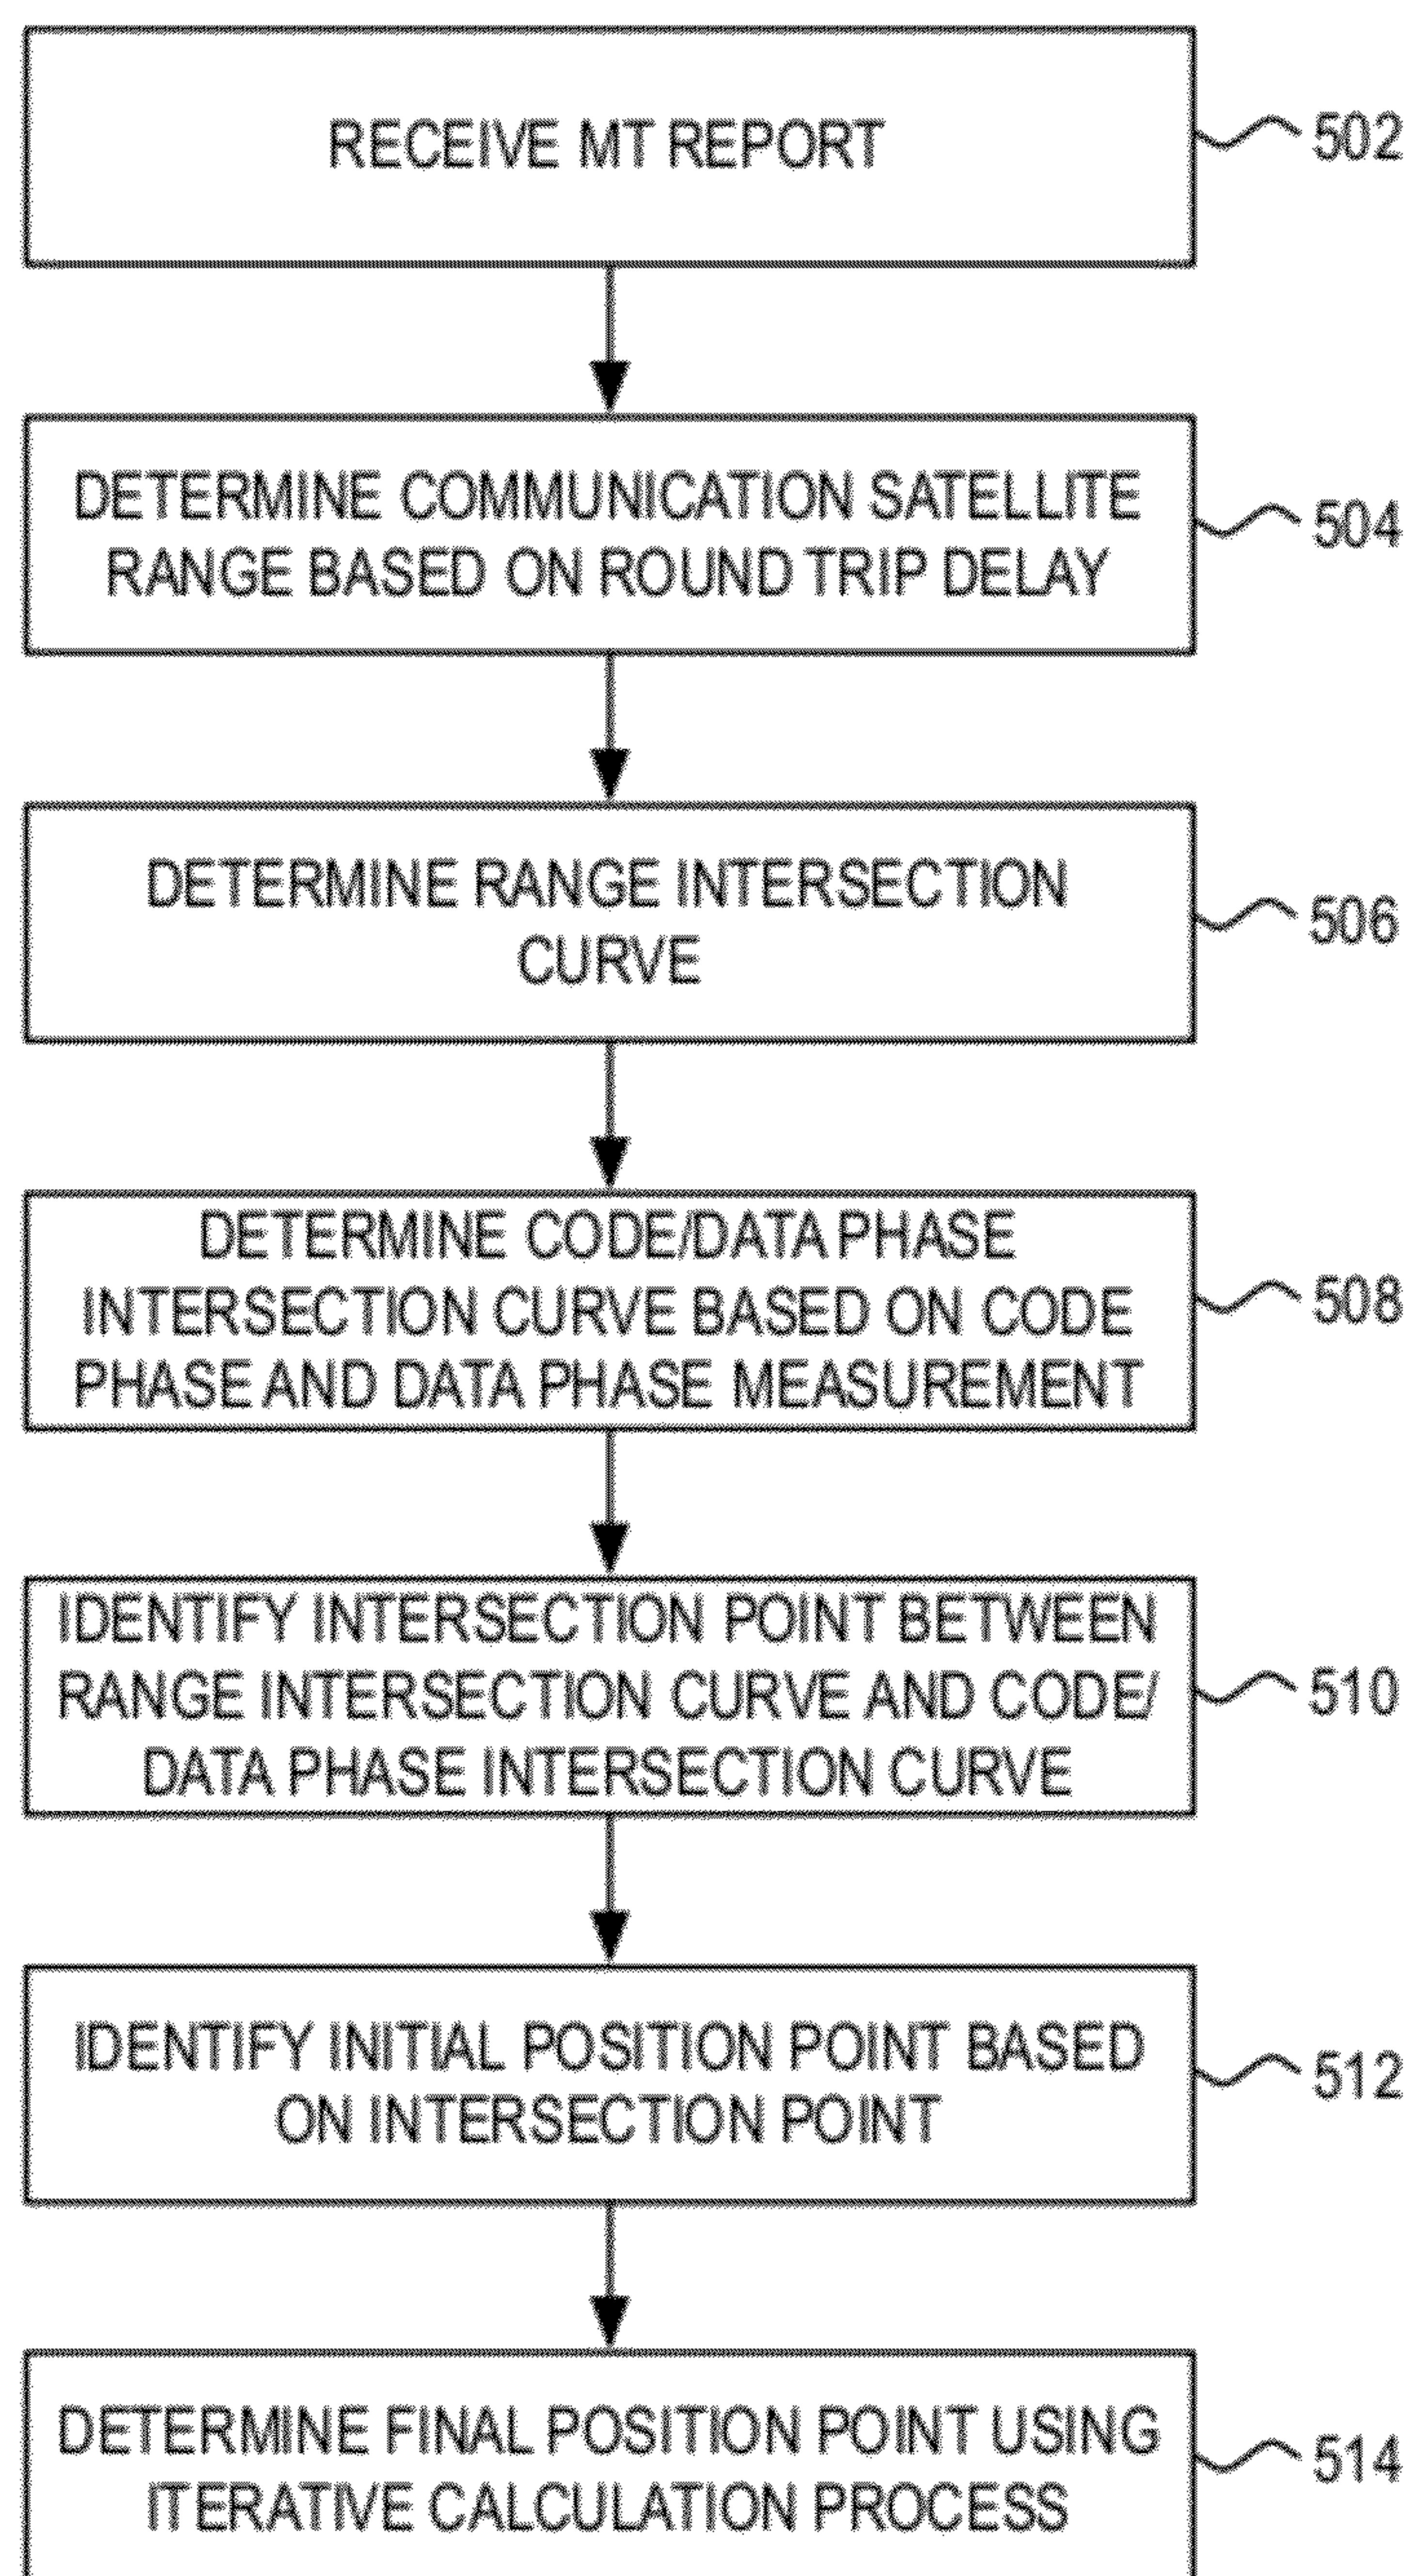 RECEIVE MT REPORT
502
DETERMINE COMMUNICATION SATELLITE
RANGE BASED ON ROUND TRIP DELAY
504
DETERMINE RANGE INTERSECTION
CURVE
506
DETERMINE CODE/DATA PHASE
INTERSECTION CURVE BASED ON CODE
PHASE AND DATA PHASE MEASUREMENT
508
IDENTIFY INTERSECTION POINT BETWEEN
RANGE INTERSECTION CURVE AND CODE/
DATA PHASE INTERSECTION CURVE
510
IDENTIFY INITIAL POSITION POINT BASED
ON INTERSECTION POINT
512
DETERMINE FINAL POSITION POINT USING
ITERATIVE CALCULATION PROCESS
514